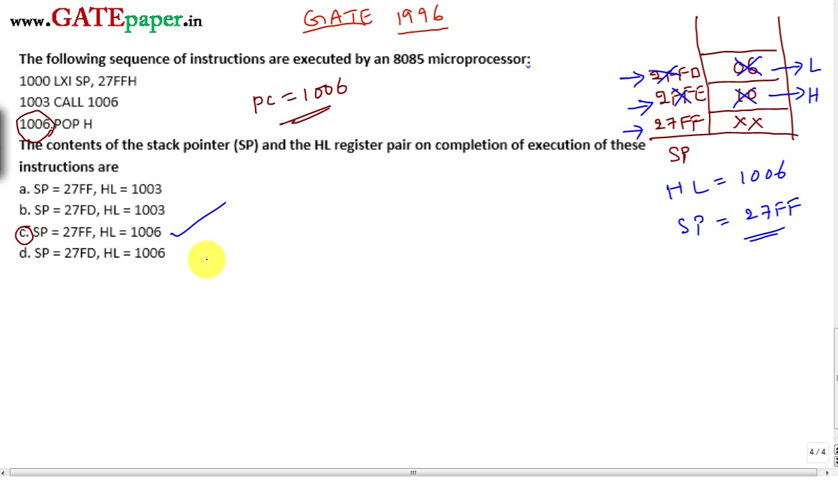 www.GATEpaper.in
GATE 1996
The following sequence of instructions are executed by an 8085 microprocessor:
1000 LXI SP, 27FFH
1003 CALL 1006
1006 POP H
PC = 1006
The contents of the stack pointer (SP) and the HL register pair on completion of execution of these
instructions are
a. SP = 27FF, HL = 1003
b. SP = 27FD, HL = 1003
c. SP = 27FF, HL = 1006
d. SP = 27FD, HL = 1006
27FD 06 L
27FE 10 H
27FF XX
SP
HL = 1006
SP = 27FF
4 / 4